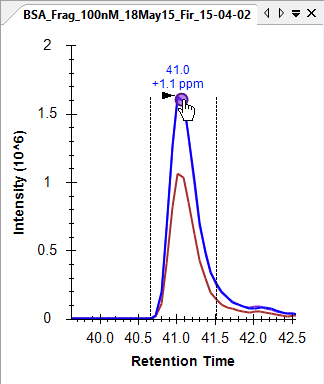 BSA_Frag_100nM_18May15_Fir_15-04-02
41.0
+1.1 ppm
2
1.5
1
0.5
0
Intensity (10^6)
40.0 40.5 41.0 41.5 42.0 42.5
Retention Time